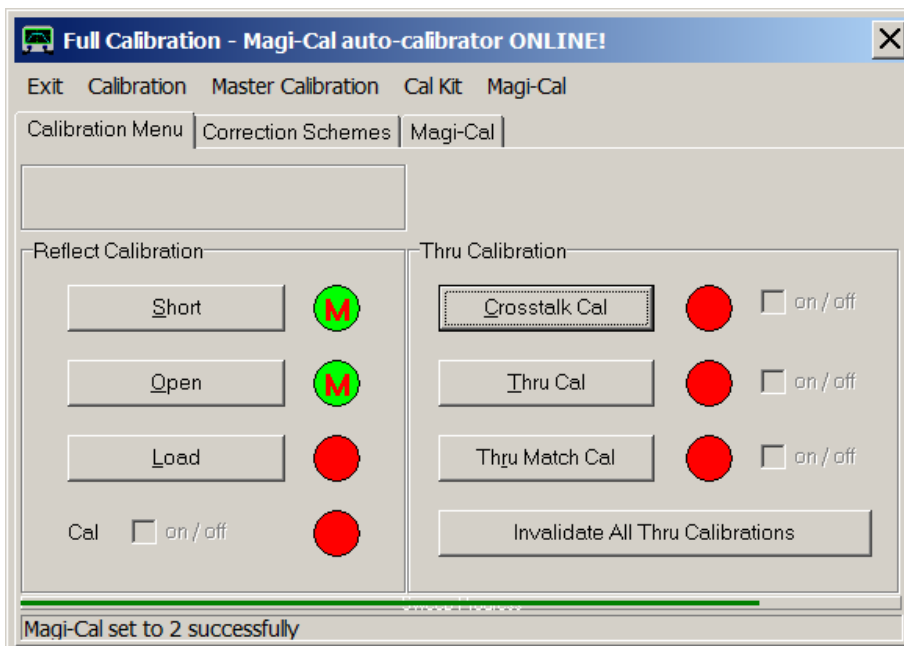 Full Calibration - Magi-Cal auto-calibrator ONLINE!
Exit Calibration Master Calibration Cal Kit Magi-Cal
Calibration Menu Correction Schemes Magi-Cal
Reflect Calibration
Short M
Open M
Load
Cal on / off
Thru Calibration
Crosstalk Cal on / off
Thru Cal on / off
Thru Match Cal on / off
Invalidate All Thru Calibrations
Magi-Cal set to 2 successfully